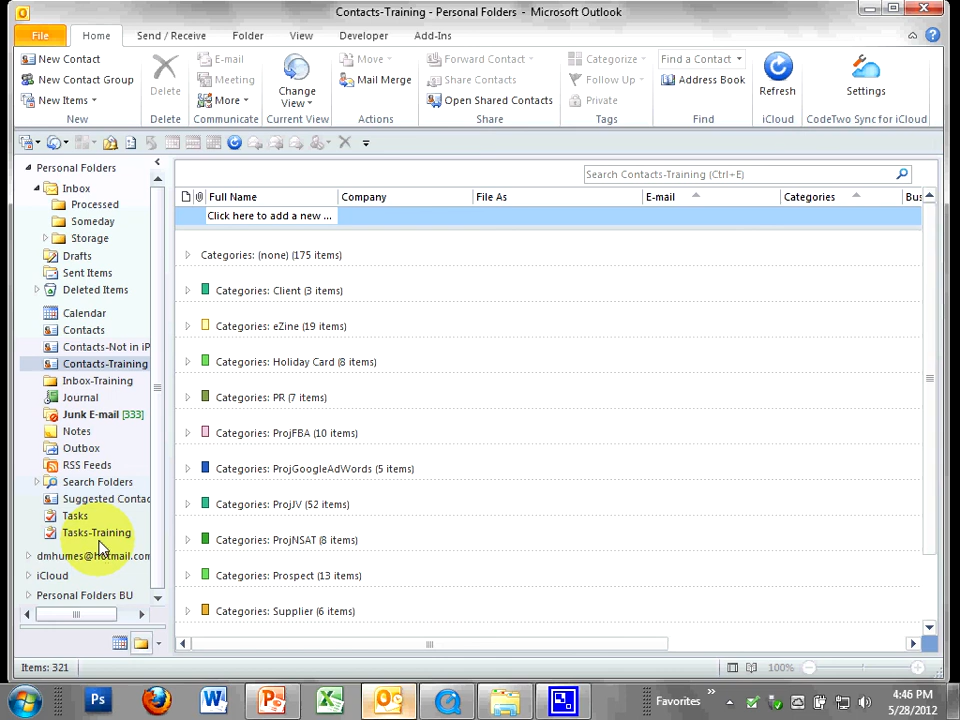 Contacts-Training - Personal Folders - Microsoft Outlook
File Home Send / Receive Folder View Developer Add-Ins
New Contact
New Contact Group
New Items
New
Delete
Delete
E-mail
Meeting
More
Communicate
Change
View
Current View
Move
Mail Merge
Actions
Forward Contact
Share Contacts
Open Shared Contacts
Share
Categorize
Follow Up
Private
Tags
Find a Contact
Address Book
Find
Refresh
iCloud
Settings
CodeTwo Sync for iCloud
Personal Folders
Inbox
Processed
Someday
Storage
Drafts
Sent Items
Deleted Items
Calendar
Contacts
Contacts-Not in iP
Contacts-Training
Inbox-Training
Journal
Junk E-mail [333]
Notes
Outbox
RSS Feeds
Search Folders
Suggested Contac
Tasks
Tasks-Training
dmhumes@hotmail.com
iCloud
Personal Folders BU
Search Contacts-Training (Ctrl+E)
Full Name Company File As E-mail Categories Bus
Click here to add a new ...
Categories: (none) (175 items)
Categories: Client (3 items)
Categories: eZine (19 items)
Categories: Holiday Card (8 items)
Categories: PR (7 items)
Categories: ProjFBA (10 items)
Categories: ProjGoogleAdWords (5 items)
Categories: ProjJV (52 items)
Categories: ProjNSAT (8 items)
Categories: Prospect (13 items)
Categories: Supplier (6 items)
Items: 321
100%
Ps
Favorites
4:46 PM
5/28/2012